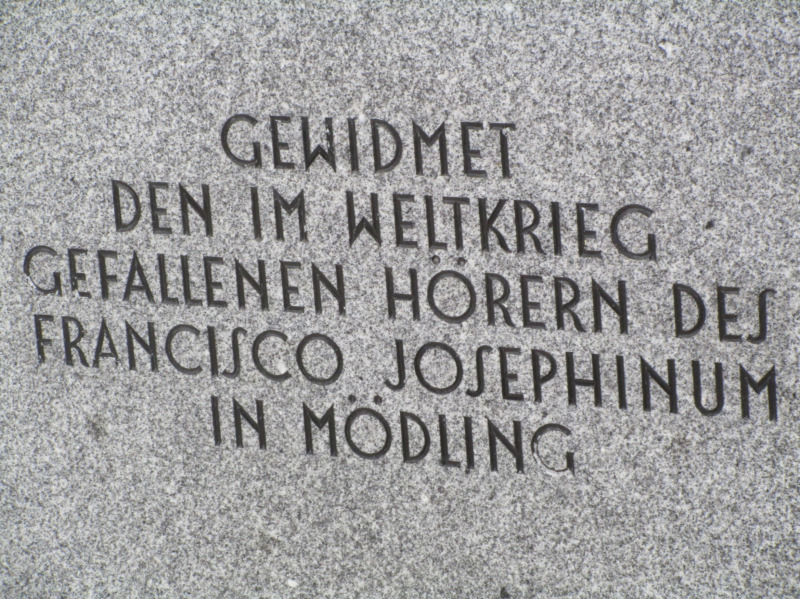 GEWIDMET
DEN IM WELTKRIEG
GEFALLENEN HÖRERN DES
FRANCISCO JOSEPHINUM
IN MÖDLING